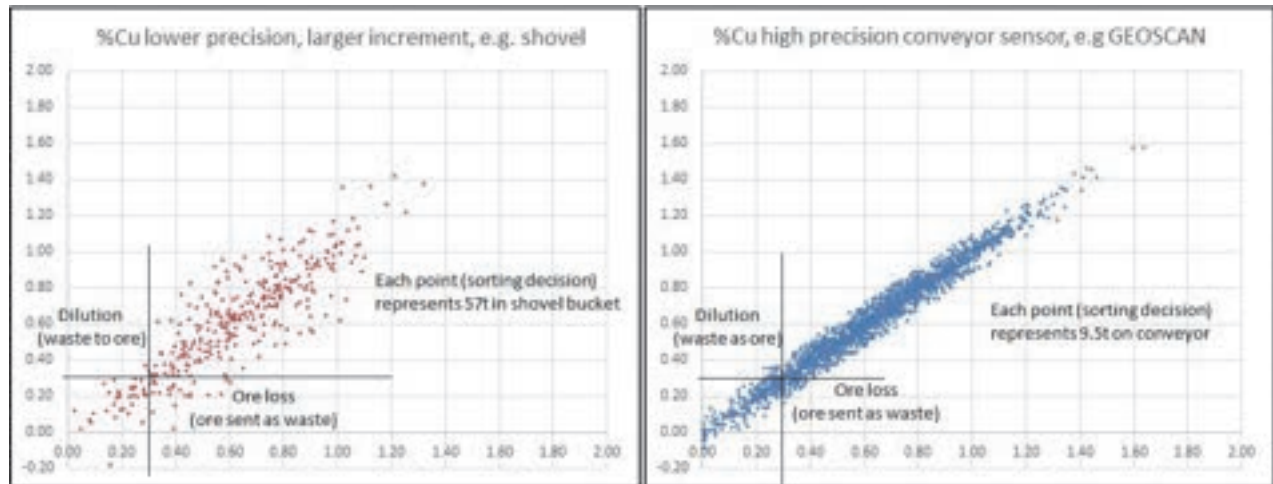 %Cu lower precision, larger increment, e.g. shovel
2.00
1.80
1.60
1.40
1.20
1.00
0.80
0.60
0.40
0.20
0.00
-0.20
0.00 0.20 0.40 0.60 0.80 1.00 1.20 1.40 1.60 1.80 2.00
Dilution
(waste to ore)
Each point (sorting decision)
represents 57t in shovel bucket
Ore loss
(ore sent as waste)
%Cu high precision conveyor sensor, e.g GEOSCAN
2.00
1.80
1.60
1.40
1.20
1.00
0.80
0.60
0.40
0.20
0.00
-0.20
0.00 0.20 0.40 0.60 0.80 1.00 1.20 1.40 1.60 1.80 2.00
Dilution
(waste as ore)
Each point (sorting decision)
represents 9.5t on conveyor
Ore loss
(ore sent as waste)